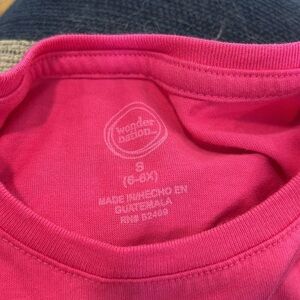 wonder
nation
S
(6-6X)
MADE IN/HECHO EN
GUATEMALA
RN# 52469